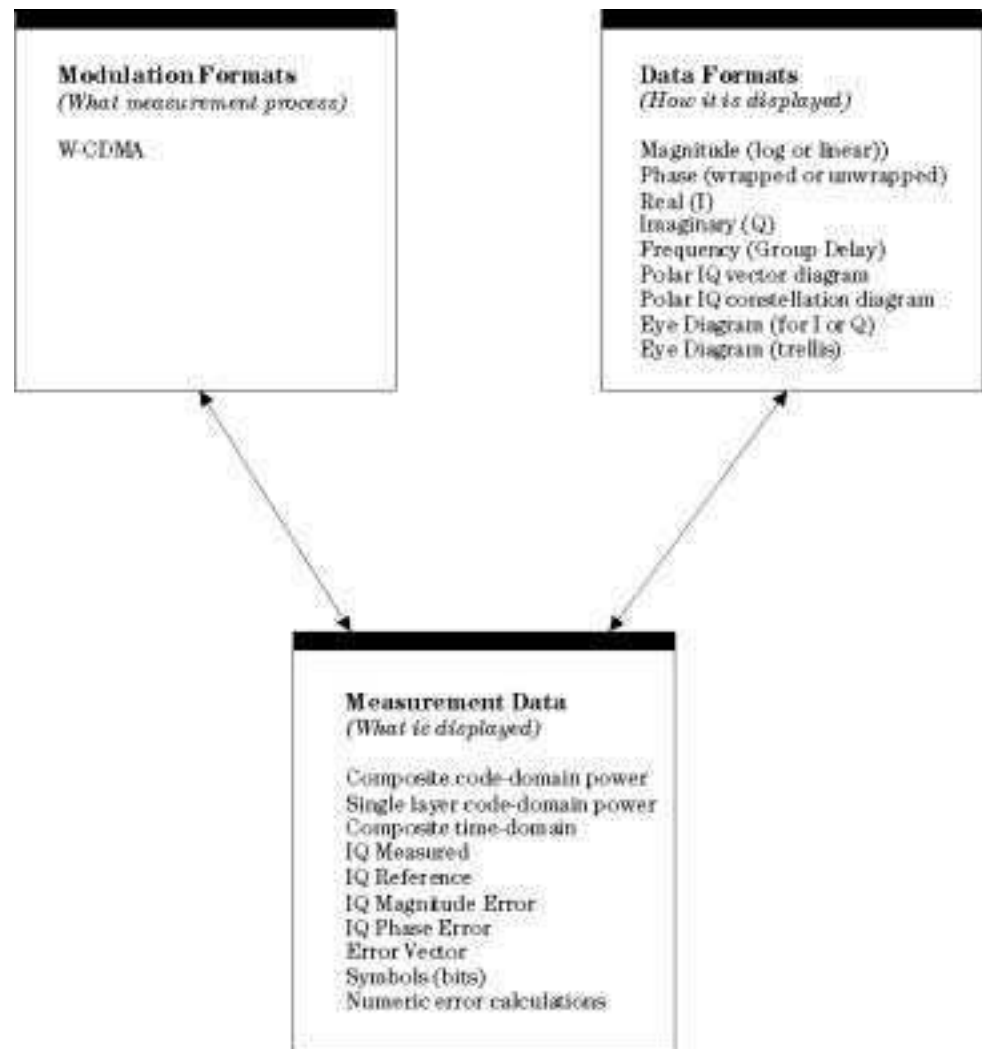 Modulation Formats
(What measurement process)
W-CDMA
Data Formats
(How it is displayed)
Magnitude (log or linear))
Phase (wrapped or unwrapped)
Real (I)
Imaginary (Q)
Frequency (Group Delay)
Polar IQ vector diagram
Polar IQ constellation diagram
Eye Diagram (for I or Q)
Eye Diagram (trellis)
Measurement Data
(What is displayed)
Composite code-domain power
Single layer code-domain power
Composite time-domain
IQ Measured
IQ Reference
IQ Magnitude Error
IQ Phase Error
Error Vector
Symbols (bits)
Numeric error calculations